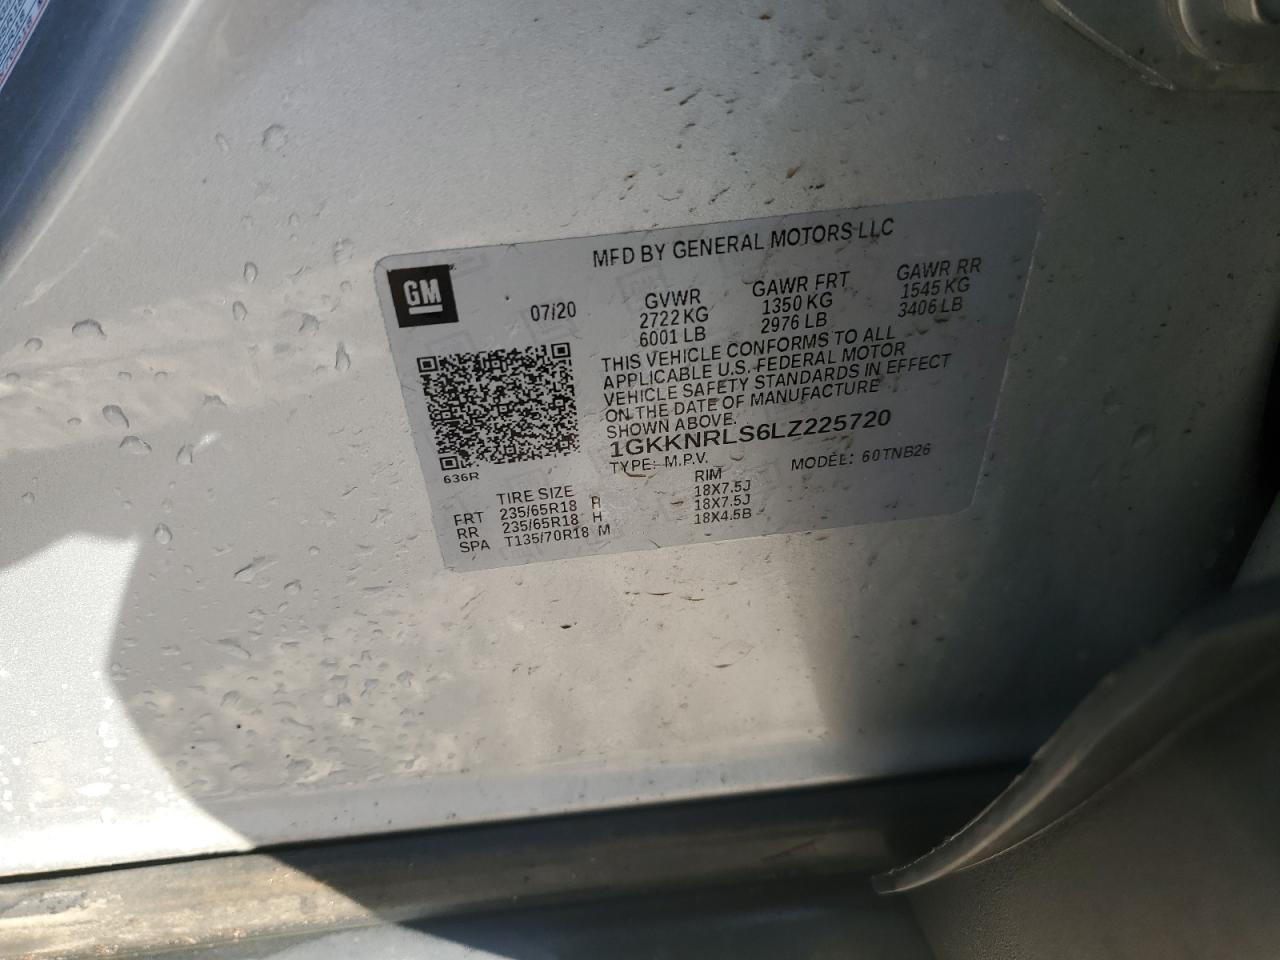 MFD BY GENERAL MOTORS LLC
GM
07/20
GVWR
2722 KG
6001 LB
GAWR FRT
1350 KG
2976 LB
GAWR RR
1545 KG
3406 LB
THIS VEHICLE CONFORMS TO ALL
APPLICABLE U.S. FEDERAL MOTOR
VEHICLE SAFETY STANDARDS IN EFFECT
ON THE DATE OF MANUFACTURE
SHOWN ABOVE.
1GKKNRLS6LZ225720
TYPE: M.P.V. MODEL: 60TNB26
636R
TIRE SIZE RIM
FRT 235/65R18 H 18X7.5J
RR 235/65R18 H 18X7.5J
SPA T135/70R18 M 18X4.5B